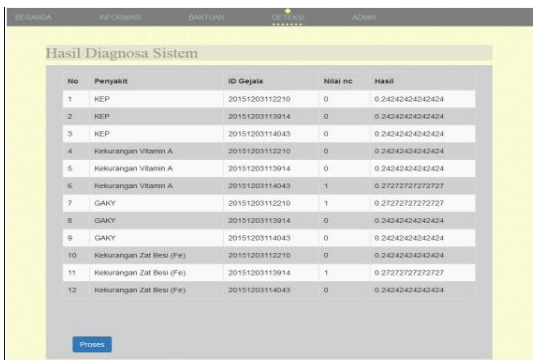 BERANDA INFORMASI BANTUAN DETEKSI ADMIN
Hasil Diagnosa Sistem
No Penyakit ID Gejala Nilai nc Hasil
1 KEP 20151203112210 0 0.24242424242424
2 KEP 20151203113914 0 0.24242424242424
3 KEP 20151203114043 0 0.24242424242424
4 Kekurangan Vitamin A 20151203112210 0 0.24242424242424
5 Kekurangan Vitamin A 20151203113914 0 0.24242424242424
6 Kekurangan Vitamin A 20151203114043 1 0.27272727272727
7 GAKY 20151203112210 1 0.27272727272727
8 GAKY 20151203113914 0 0.24242424242424
9 GAKY 20151203114043 0 0.24242424242424
10 Kekurangan Zat Besi (Fe) 20151203112210 0 0.24242424242424
11 Kekurangan Zat Besi (Fe) 20151203113914 1 0.27272727272727
12 Kekurangan Zat Besi (Fe) 20151203114043 0 0.24242424242424
Proses